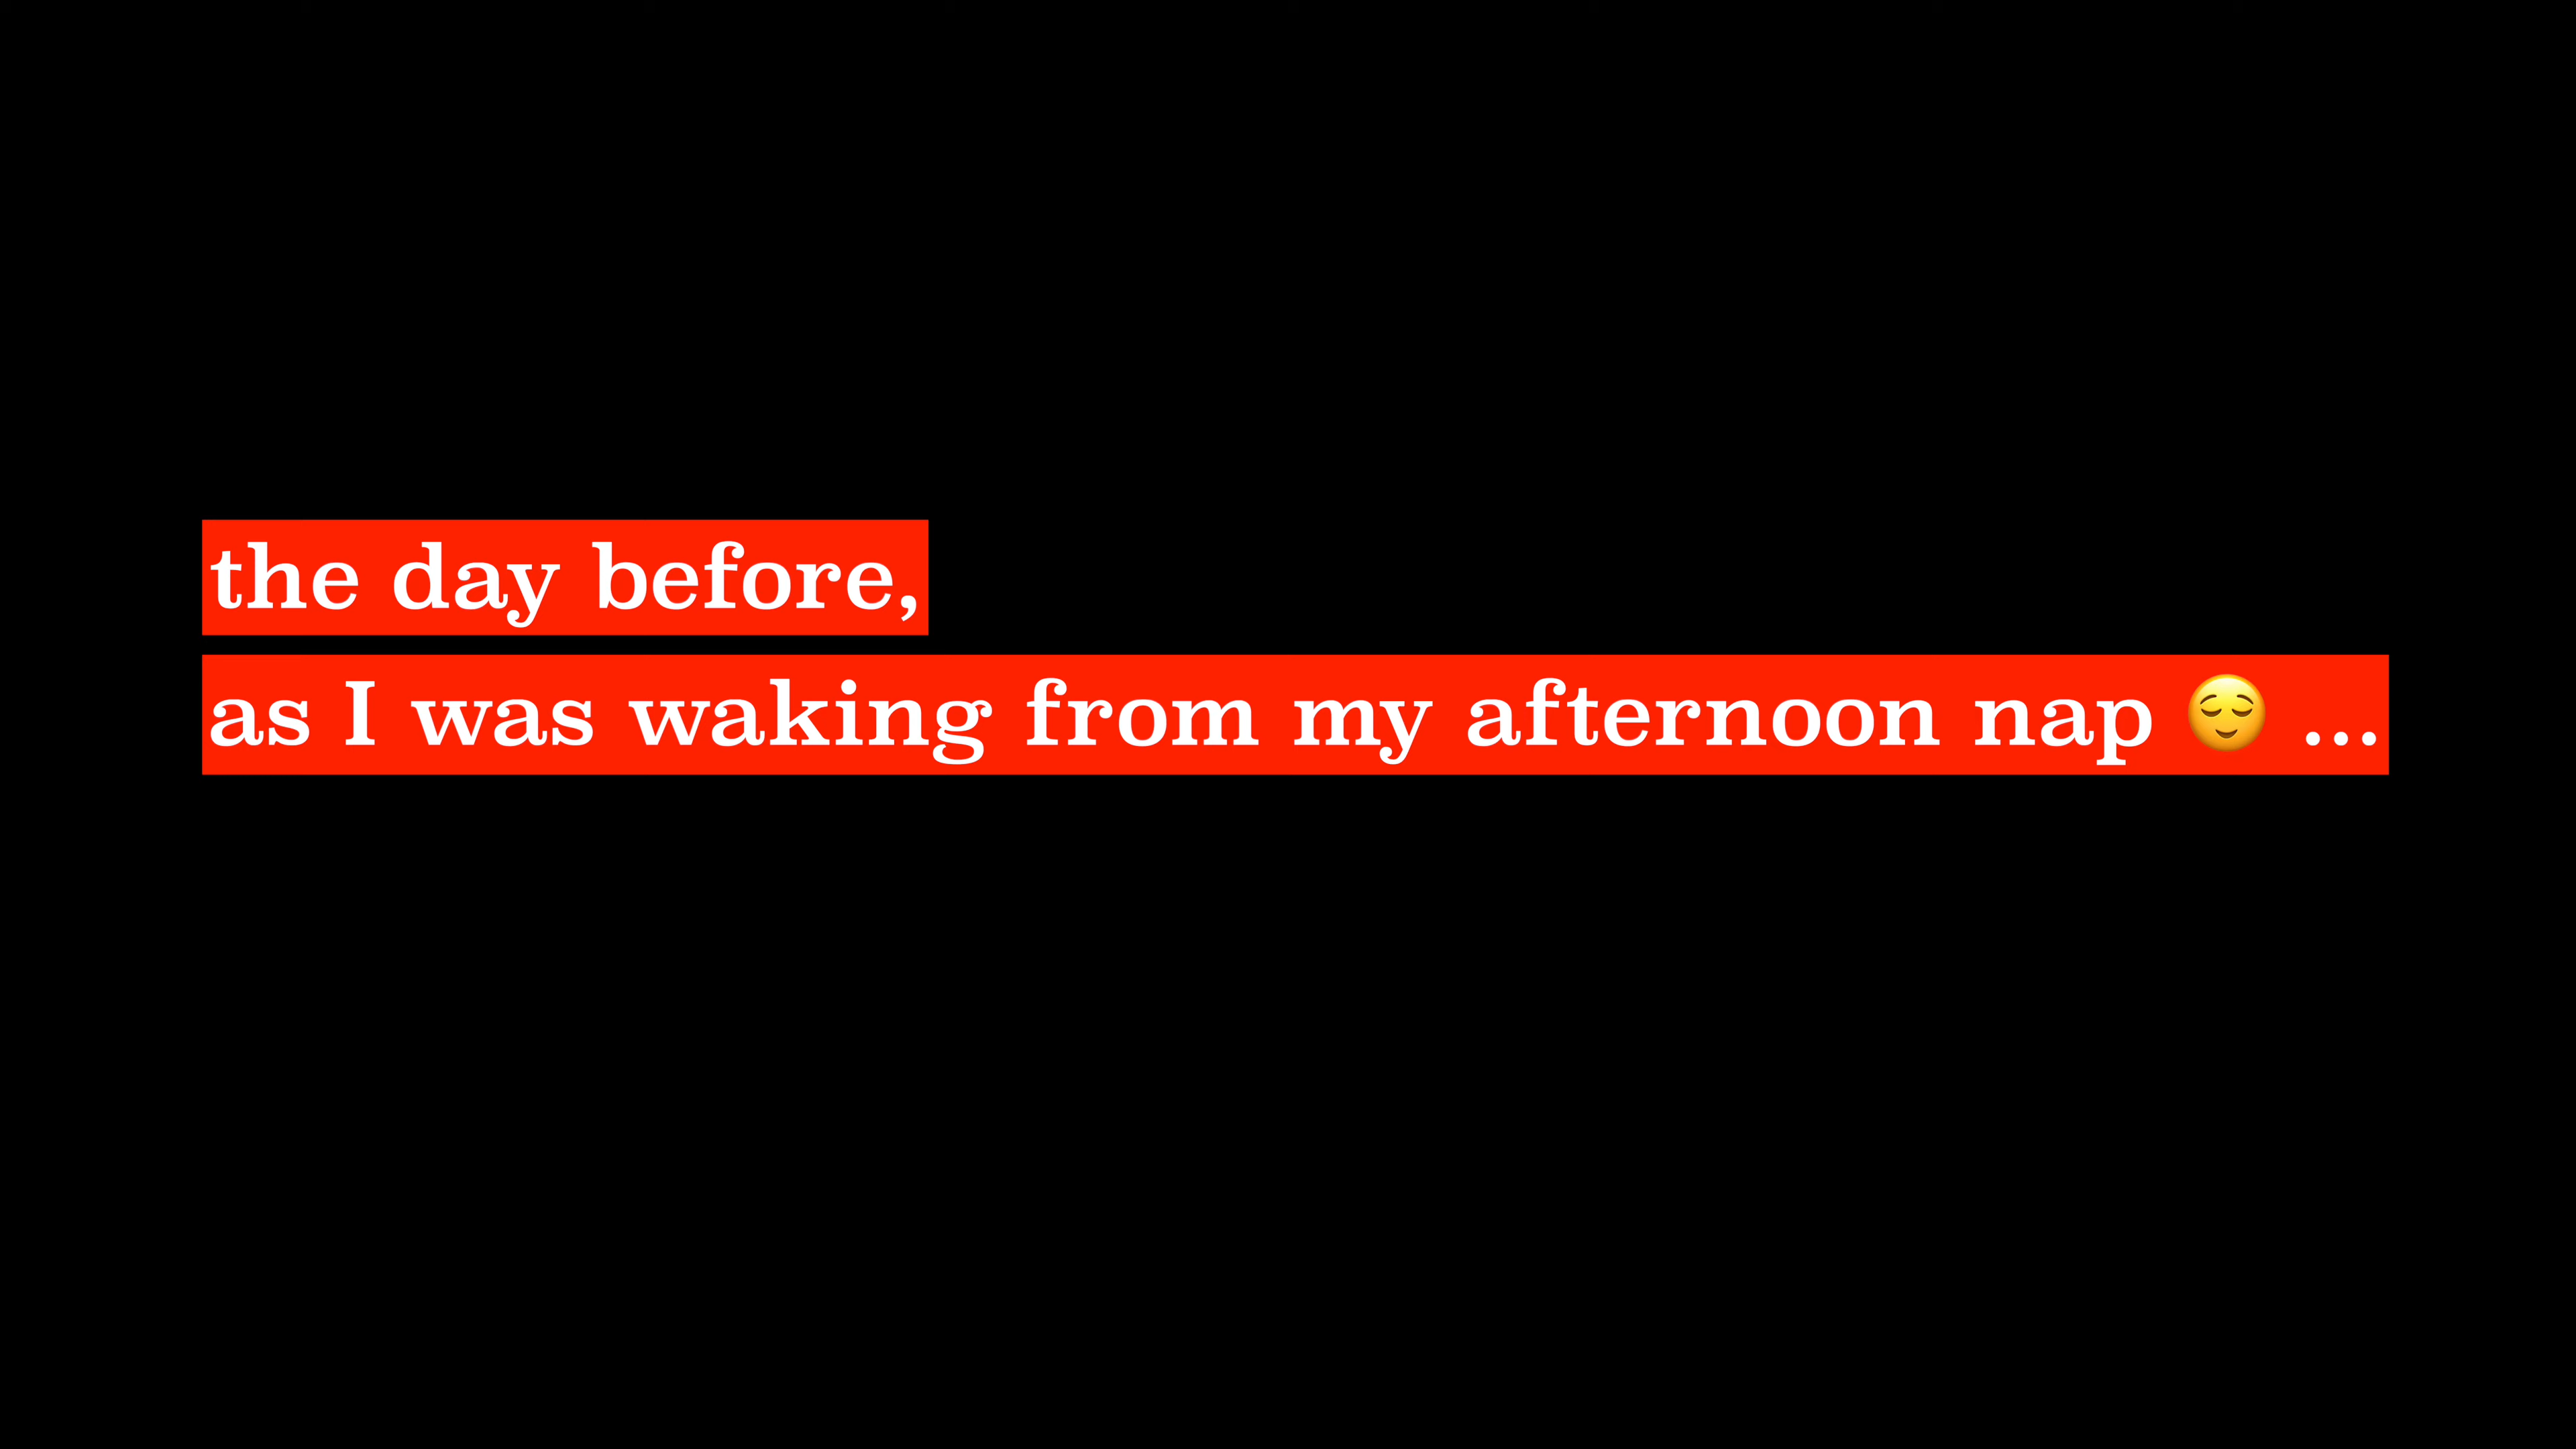 the day before,
as I was waking from my afternoon nap 😌 ...